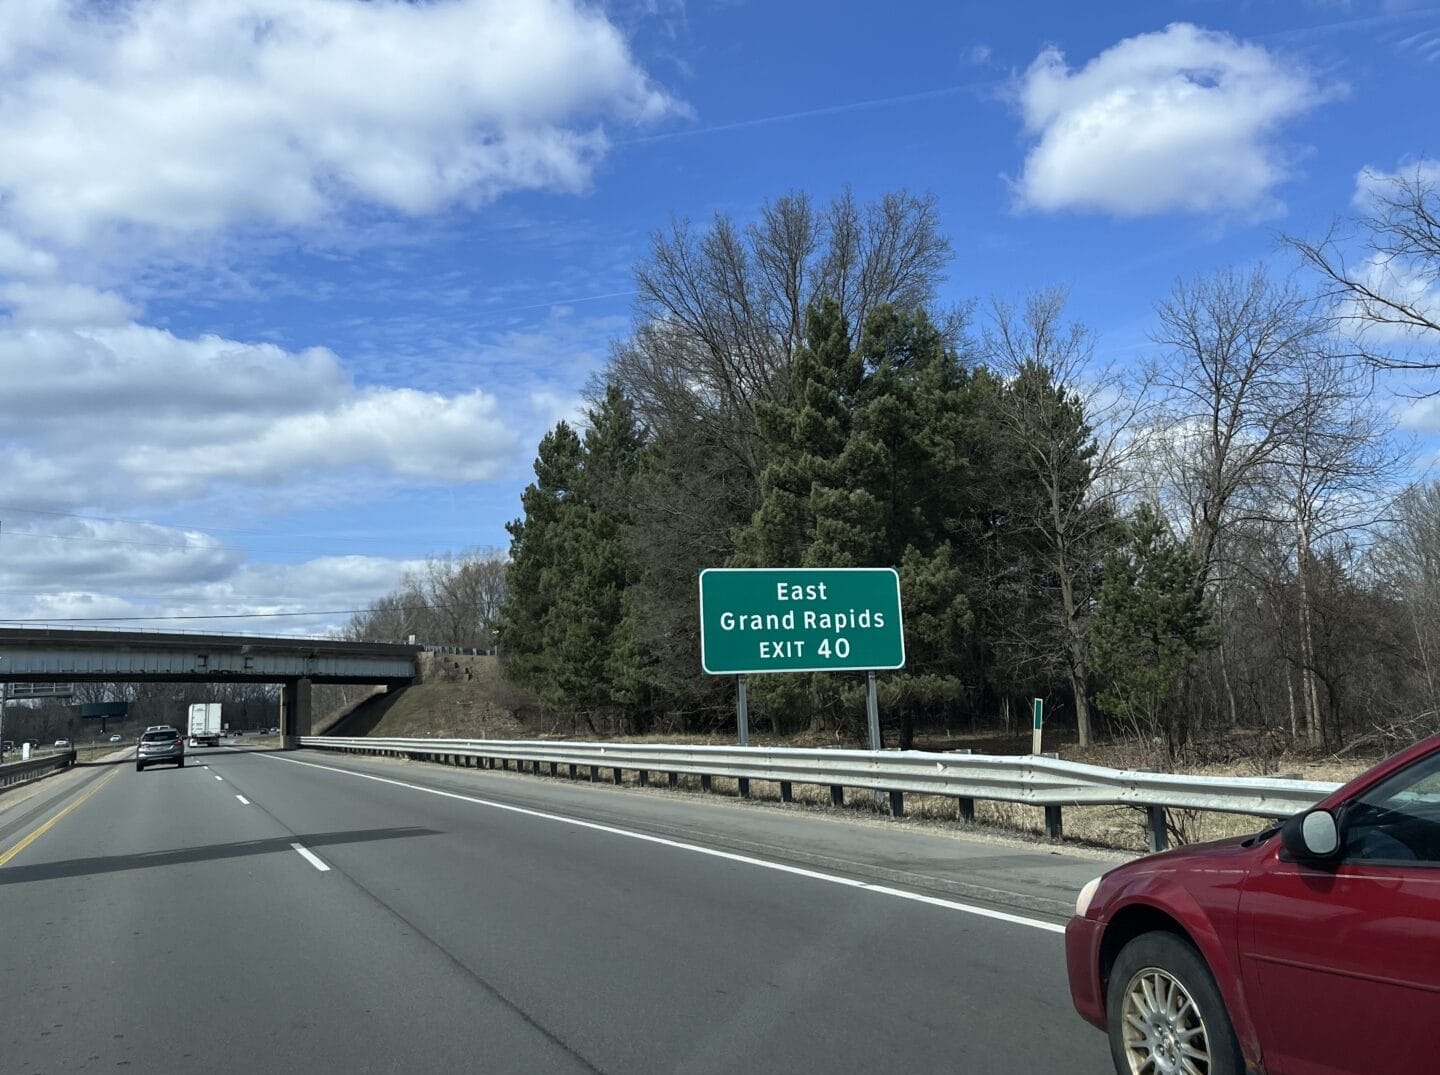 East
Grand Rapids
EXIT 40